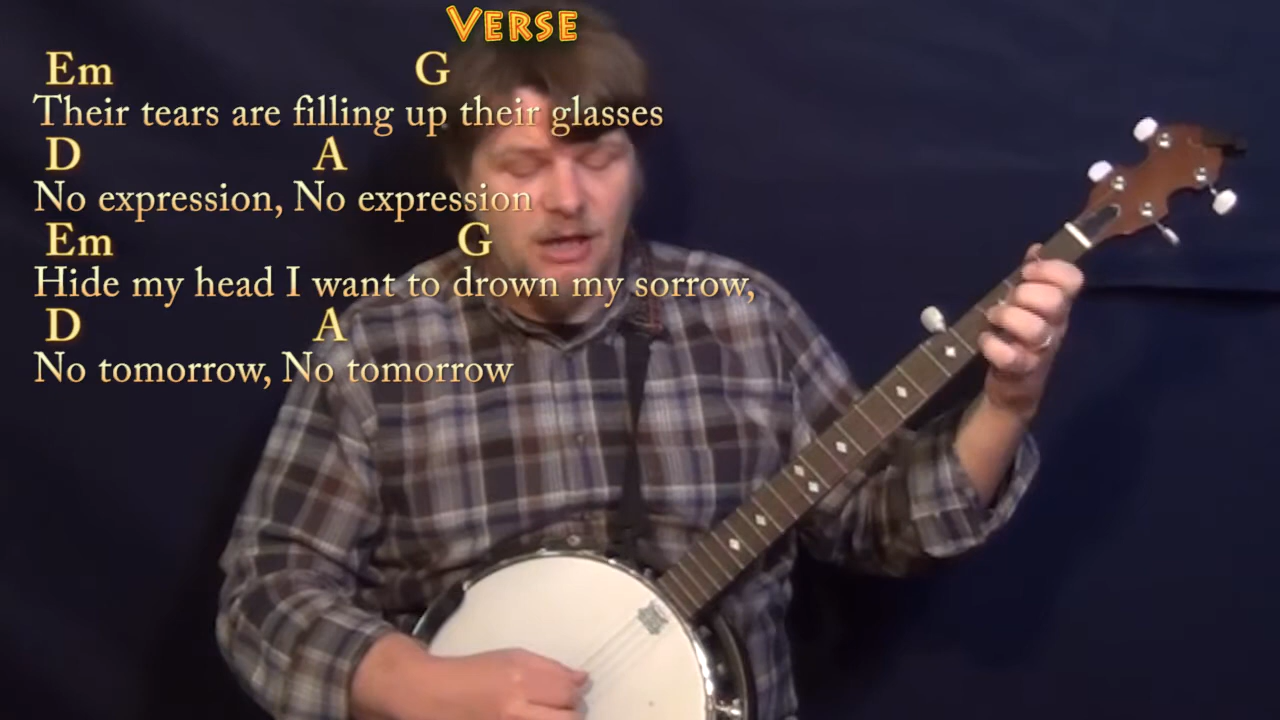 VERSE
Em G
Their tears are filling up their glasses
D A
No expression, No expression
Em G
Hide my head I want to drown my sorrow,
D A
No tomorrow, No tomorrow